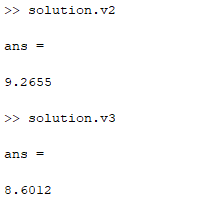 >> solution.v2
ans =
9.2655
>> solution.v3
ans =
8.6012